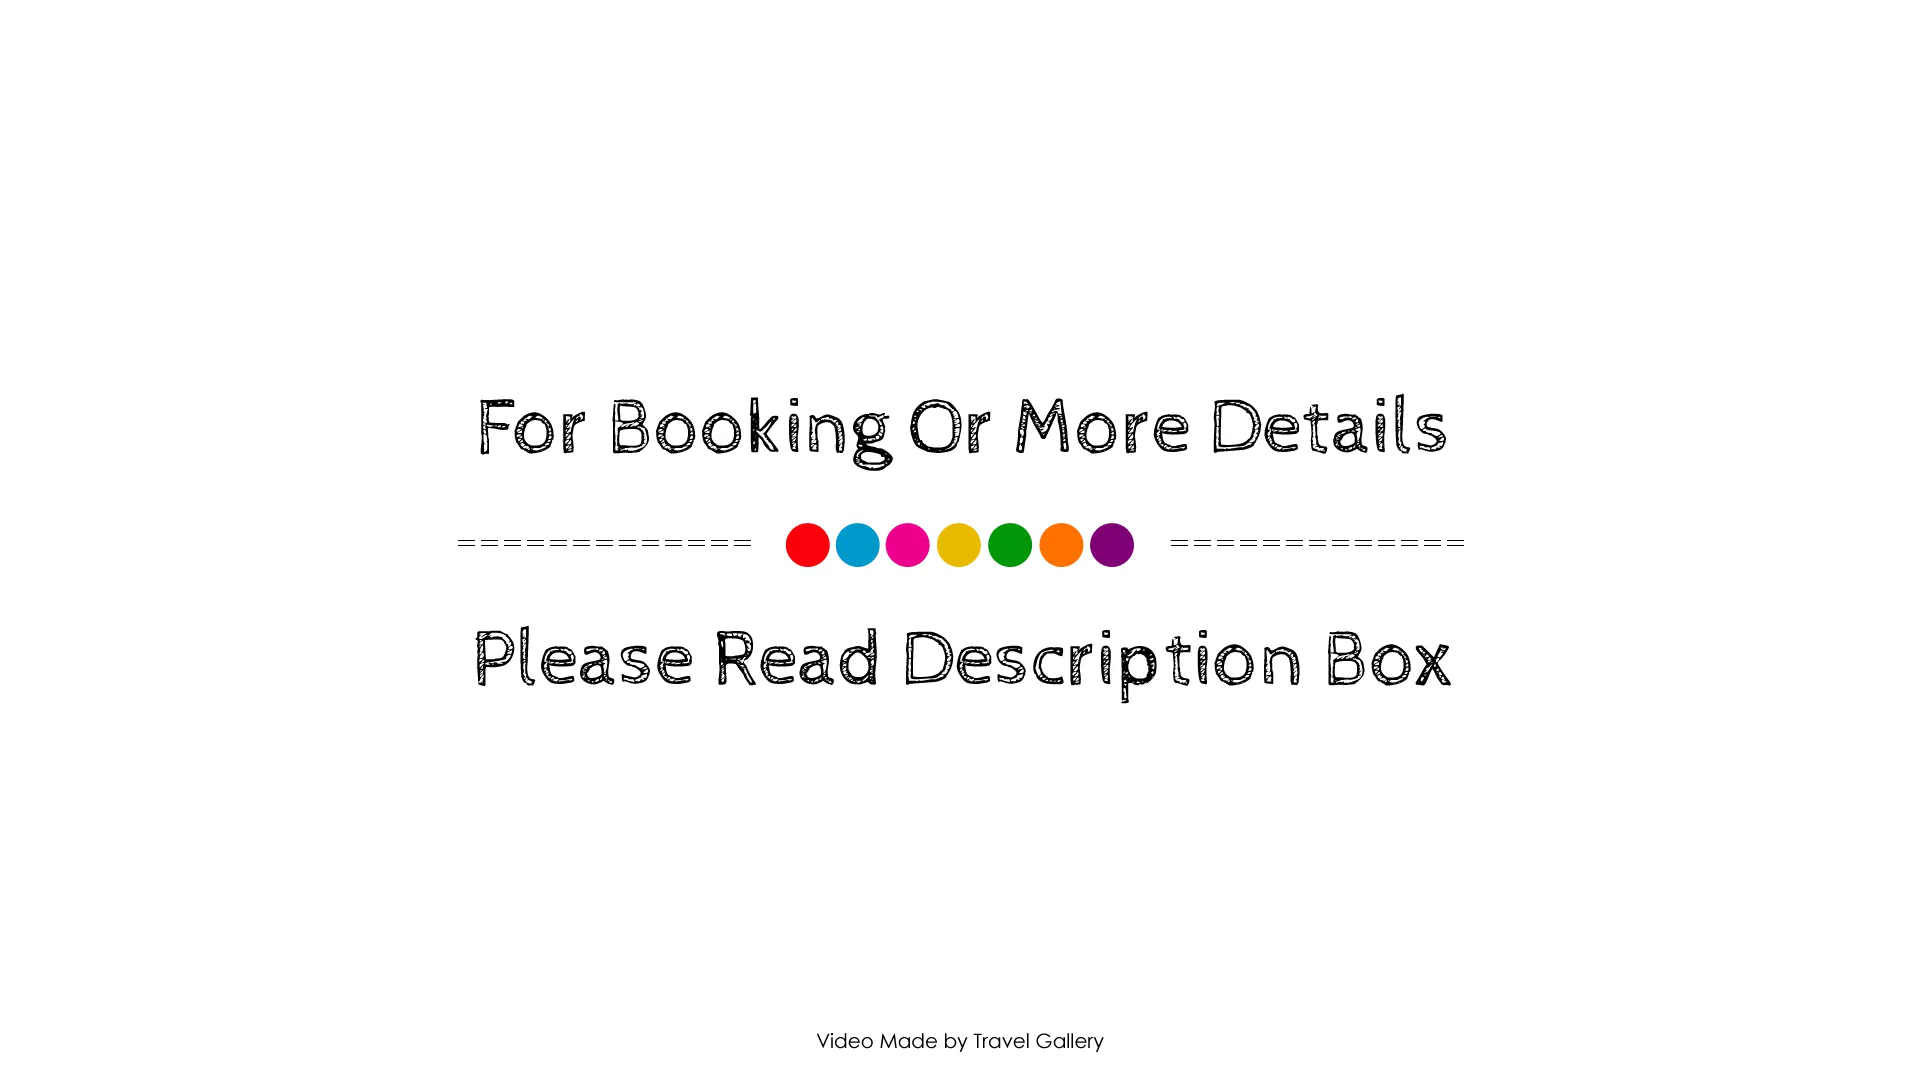 For Booking Or More Details
============= =============
Please Read Description Box
Video Made by Travel Gallery